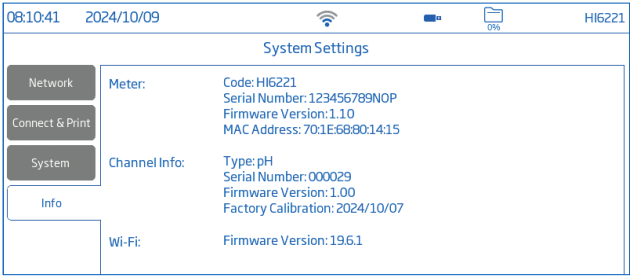 08:10:41 2024/10/09 0% HI6221
System Settings
Network
Connect & Print
System
Info
Meter: Code: HI6221
Serial Number: 123456789NOP
Firmware Version: 1.10
MAC Address: 70:1E:68:80:14:15
Channel Info: Type: pH
Serial Number: 000029
Firmware Version: 1.00
Factory Calibration: 2024/10/07
Wi-Fi: Firmware Version: 19.6.1